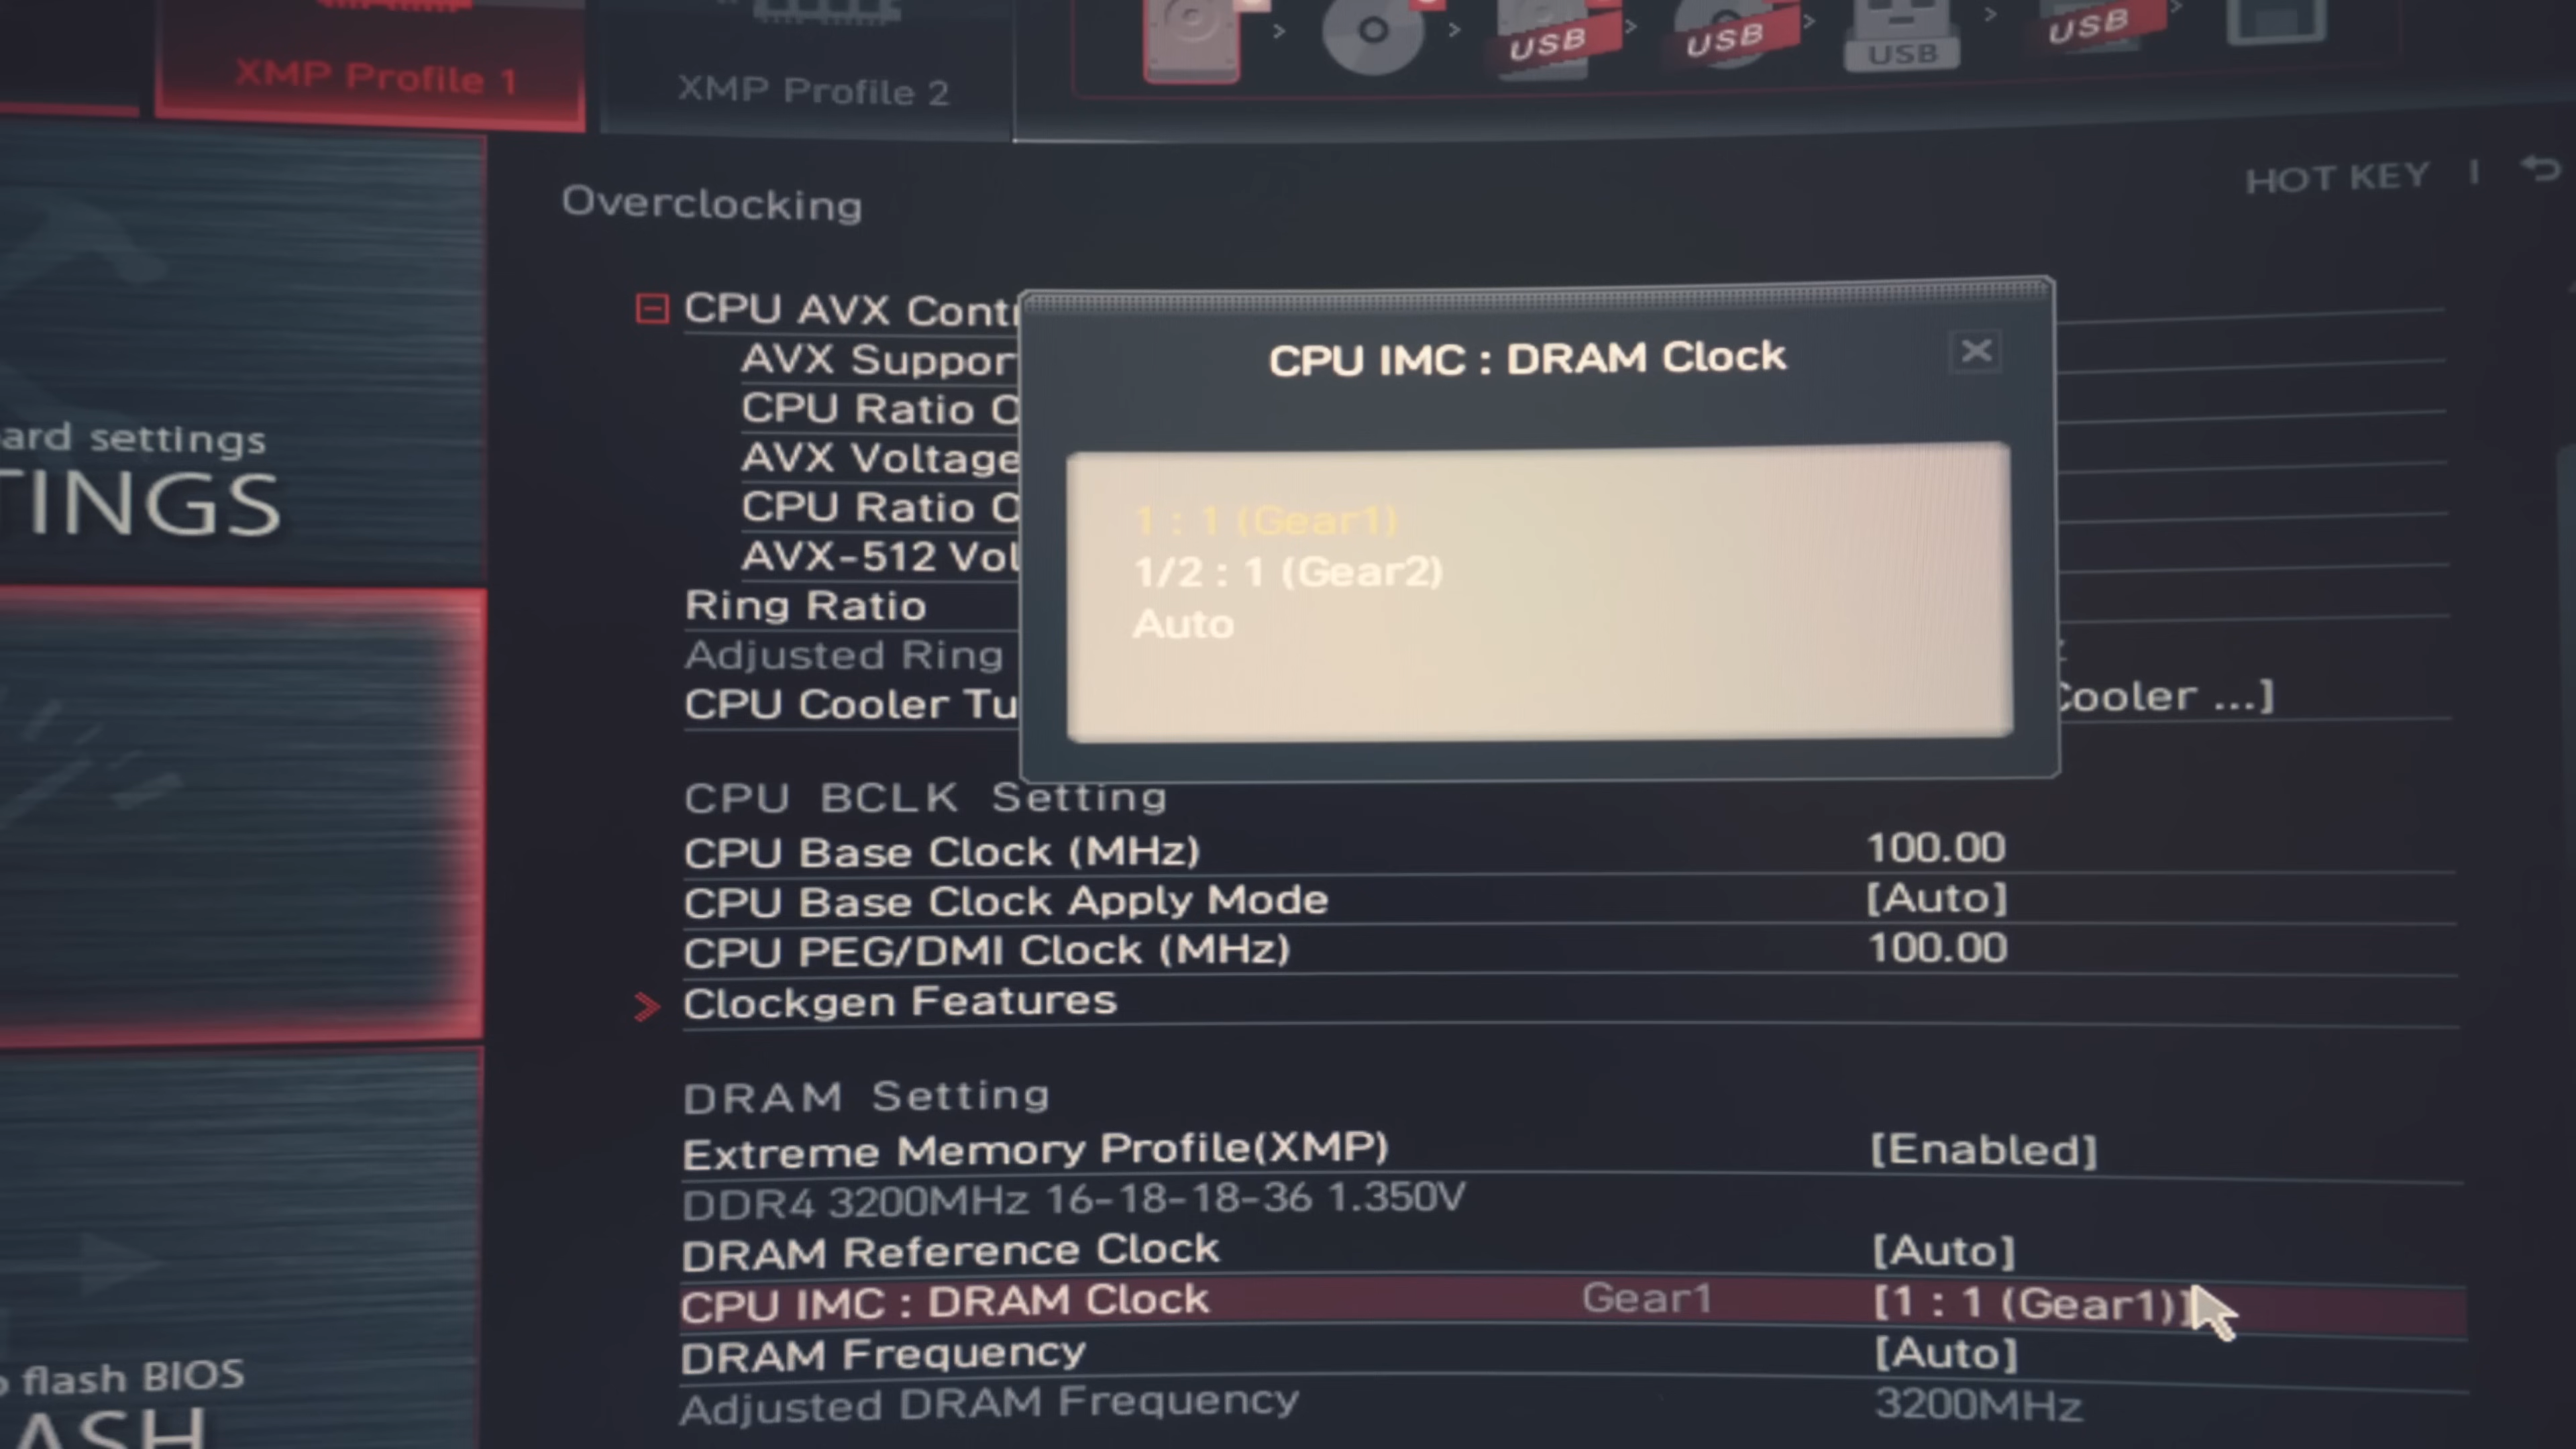 XMP Profile 1
XMP Profile 2
USB
USB
USB
USB
HOT KEY |
Overclocking
CPU AVX Contr
AVX Suppor
CPU Ratio O
AVX Voltage
CPU Ratio O
AVX-512 Vol
Ring Ratio
Adjusted Ring
CPU Cooler Tu
Cooler ...]
CPU IMC : DRAM Clock
1 : 1 (Gear1)
1/2 : 1 (Gear2)
Auto
ard settings
TINGS
CPU BCLK Setting
CPU Base Clock (MHz) 100.00
CPU Base Clock Apply Mode [Auto]
CPU PEG/DMI Clock (MHz) 100.00
Clockgen Features
DRAM Setting
Extreme Memory Profile(XMP) [Enabled]
DDR4 3200MHz 16-18-18-36 1.350V
DRAM Reference Clock [Auto]
CPU IMC : DRAM Clock Gear1 [1 : 1 (Gear1)]
DRAM Frequency [Auto]
Adjusted DRAM Frequency 3200MHz
o flash BIOS
ASH